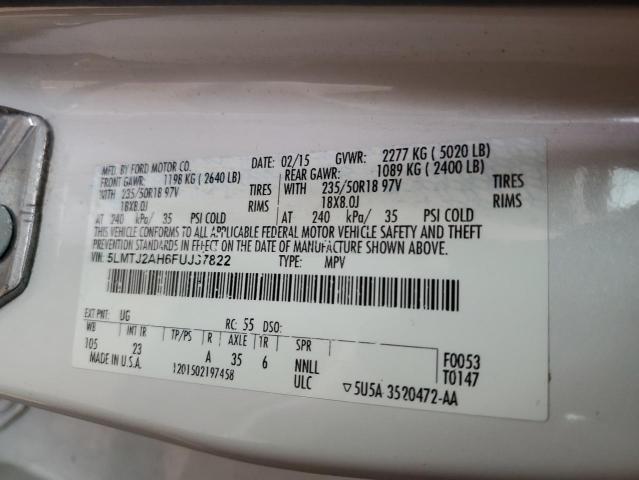 MFD. BY FORD MOTOR CO.
DATE: 02/15 GVWR: 2277 KG ( 5020 LB)
FRONT GAWR: 1198 KG ( 2640 LB) REAR GAWR: 1089 KG ( 2400 LB)
WITH 235/50R18 97V TIRES WITH 235/50R18 97V TIRES
18X8.0J RIMS 18X8.0J RIMS
AT 240 kPa/ 35 PSI COLD AT 240 kPa/ 35 PSI COLD
THIS VEHICLE CONFORMS TO ALL APPLICABLE FEDERAL MOTOR VEHICLE SAFETY AND THEFT
PREVENTION STANDARDS IN EFFECT ON THE DATE OF MANUFACTURE SHOWN ABOVE.
VIN: TYPE: MPV
EXT PNT: UG RC: 55 DSO:
WB INT TR TP/PS R AXLE TR SPR
105 23 A 35 6 NNLL F0053
MADE IN U.S.A. 1201502197458 ULC T0147
5U5A 3520472-AA